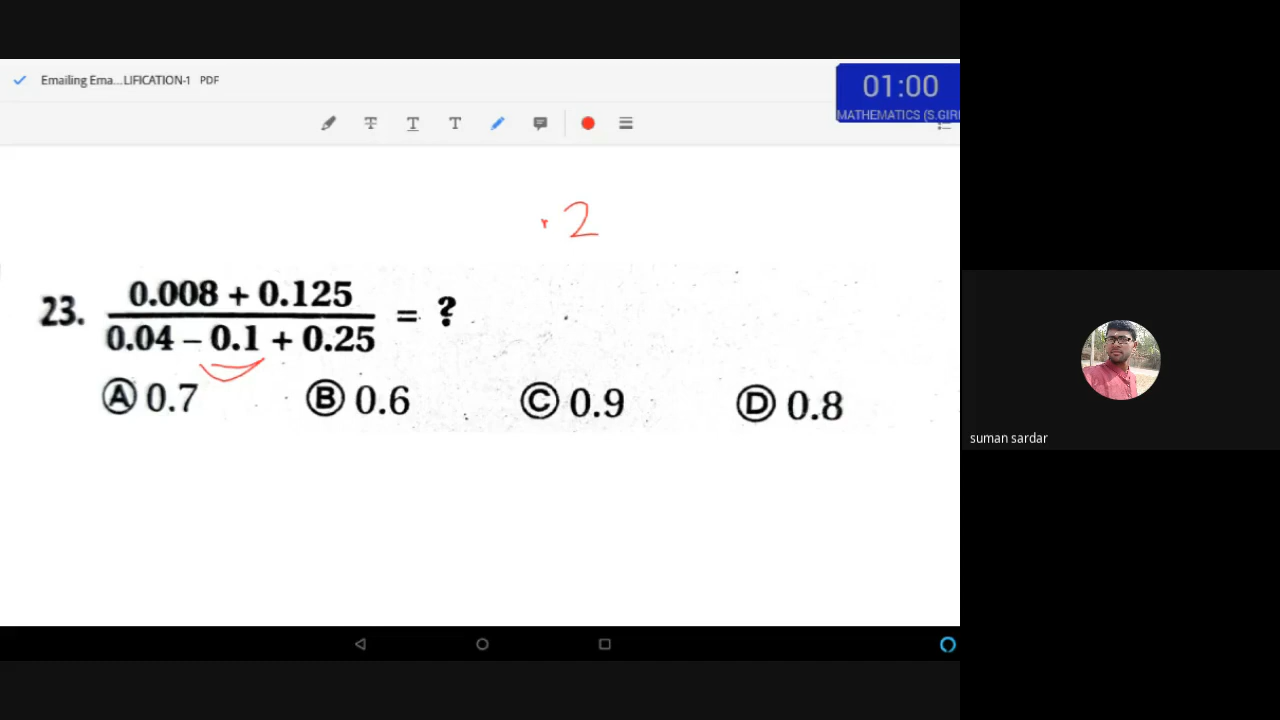 Emailing Ema...LIFICATION-1 PDF
01:00
MATHEMATICS (S.GIRI
T T T
.2
23. 0.008 + 0.125
0.04 – 0.1 + 0.25
= ?
A 0.7 B 0.6 C 0.9 D 0.8
suman sardar